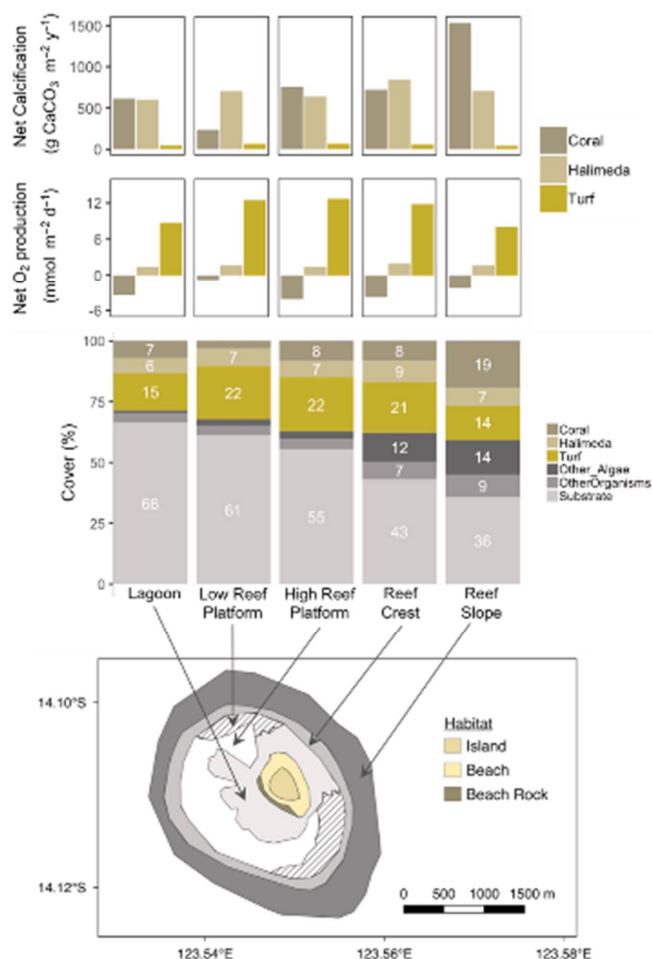 Net Calcification
(g CaCO₃ m⁻² y⁻¹)
1500
1000
500
0
Coral
Halimeda
Turf
Net O₂ production
(mmol m⁻² d⁻¹)
12
6
0
-6
Cover (%)
100
75
50
25
0
7
6
15
66
7
22
61
8
7
22
55
8
9
21
12
7
43
19
7
14
14
9
36
Coral
Halimeda
Turf
Other_Algae
OtherOrganisms
Substrate
Lagoon
Low Reef
Platform
High Reef
Platform
Reef
Crest
Reef
Slope
14.10°S
14.12°S
Habitat
Island
Beach
Beach Rock
0 500 1000 1500 m
123.54°E 123.56°E 123.58°E